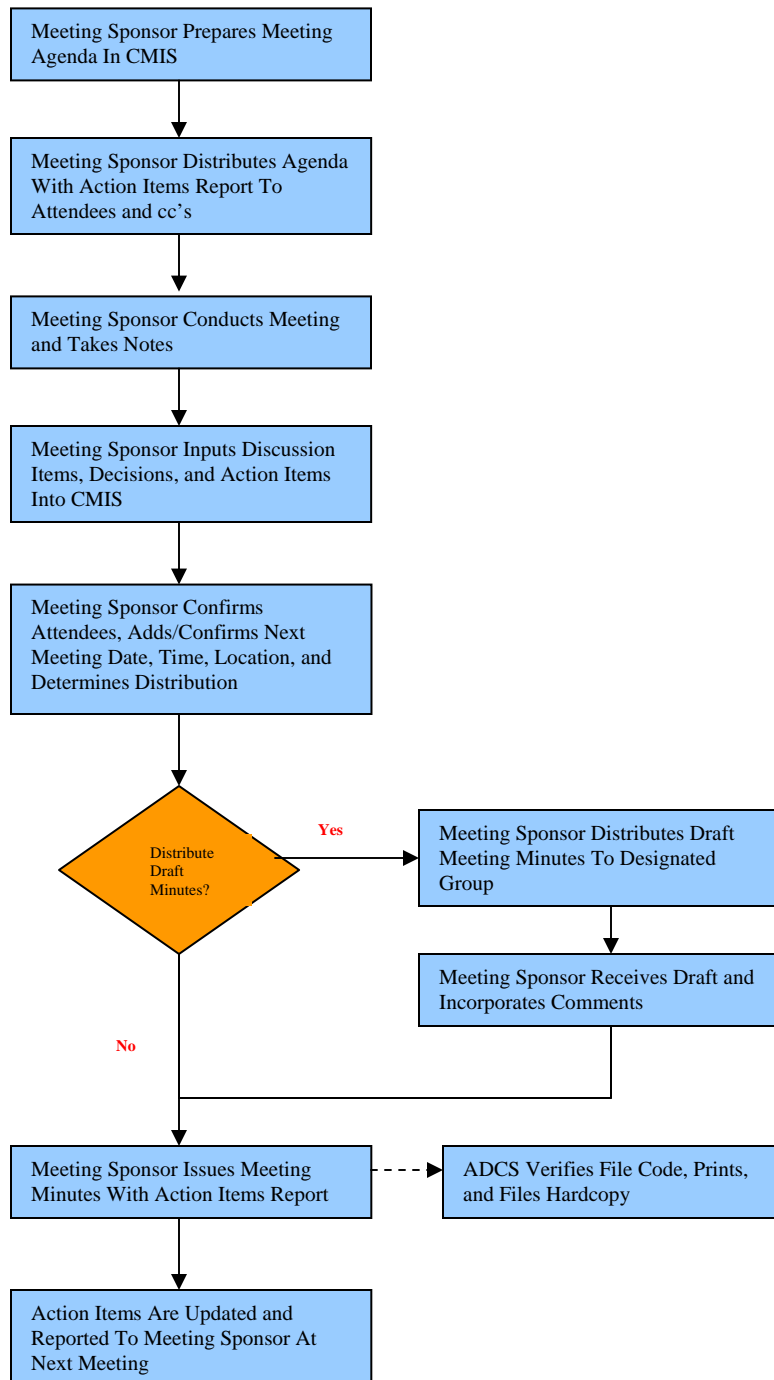 Meeting Sponsor Prepares Meeting
Agenda In CMIS
Meeting Sponsor Distributes Agenda
With Action Items Report To
Attendees and cc's
Meeting Sponsor Conducts Meeting
and Takes Notes
Meeting Sponsor Inputs Discussion
Items, Decisions, and Action Items
Into CMIS
Meeting Sponsor Confirms
Attendees, Adds/Confirms Next
Meeting Date, Time, Location, and
Determines Distribution
Distribute
Draft
Minutes?
Yes
Meeting Sponsor Distributes Draft
Meeting Minutes To Designated
Group
Meeting Sponsor Receives Draft and
Incorporates Comments
No
Meeting Sponsor Issues Meeting
Minutes With Action Items Report
ADCS Verifies File Code, Prints,
and Files Hardcopy
Action Items Are Updated and
Reported To Meeting Sponsor At
Next Meeting